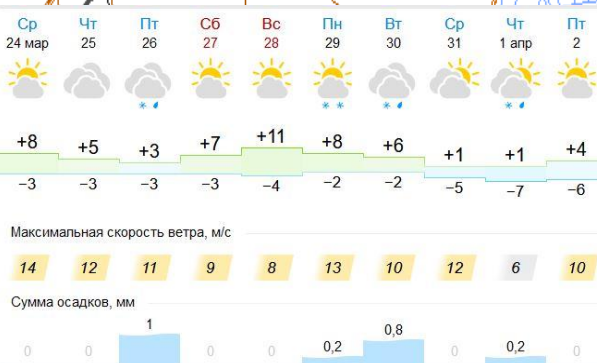 Ср Чт Пт Сб Вс Пн Вт Ср Чт Пт
24 мар 25 26 27 28 29 30 31 1 апр 2
+8 +5 +3 +7 +11 +8 +6 +1 +1 +4
−3 −3 −3 −3 −4 −2 −2 −5 −7 −6
Максимальная скорость ветра, м/с
14 12 11 9 8 13 10 12 6 10
Сумма осадков, мм
0 0 1 0 0 0,2 0,8 0 0,2 0